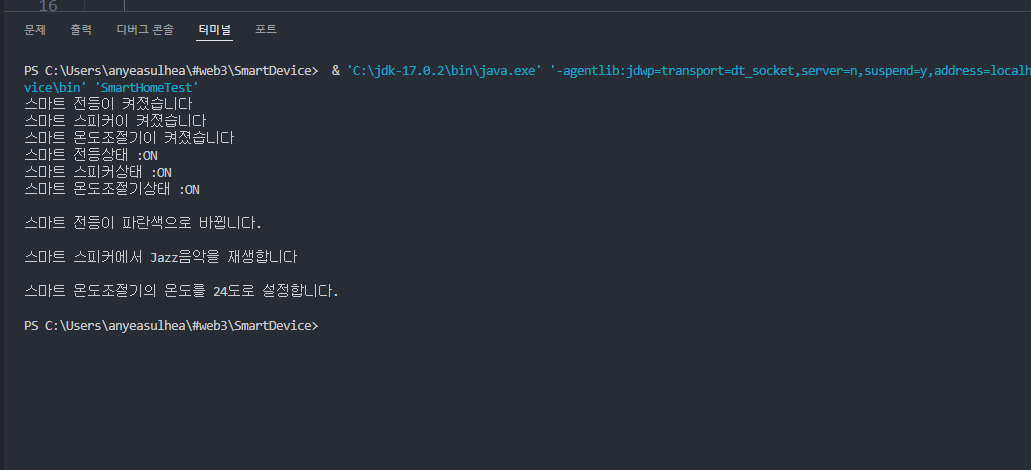 16
문제 출력 디버그 콘솔 터미널 포트
PS C:\Users\anyeasulhea\#web3\SmartDevice>  & 'C:\jdk-17.0.2\bin\java.exe' '-agentlib:jdwp=transport=dt_socket,server=n,suspend=y,address=localh
vice\bin' 'SmartHomeTest'
스마트 전등이 켜졌습니다
스마트 스피커이 켜졌습니다
스마트 온도조절기이 켜졌습니다
스마트 전등상태 :ON
스마트 스피커상태 :ON
스마트 온도조절기상태 :ON
스마트 전등이 파란색으로 바뀝니다.
스마트 스피커에서 Jazz음악을 재생합니다
스마트 온도조절기의 온도를 24도로 설정합니다.
PS C:\Users\anyeasulhea\#web3\SmartDevice>